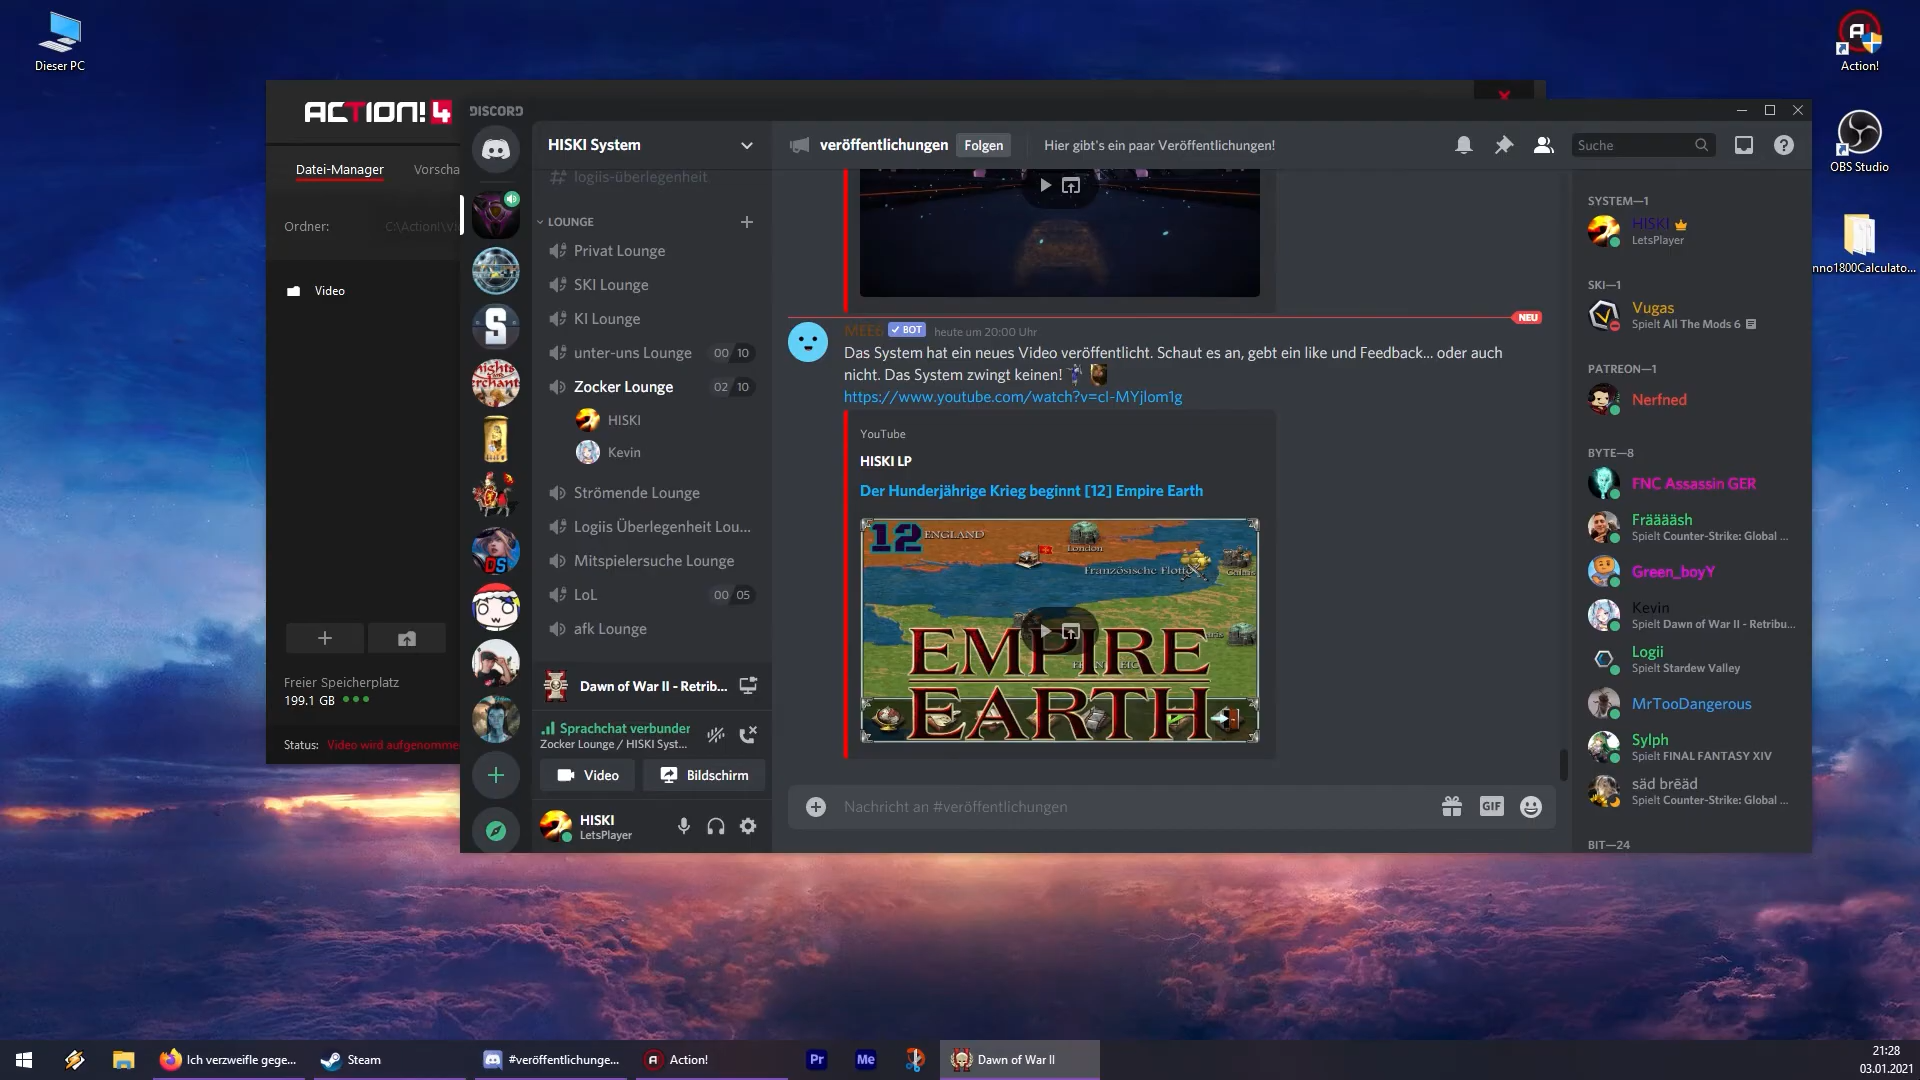 Dieser PC
Action!
OBS Studio
nno1800Calculato...
ACTION! 4
Datei-Manager
Vorscha
Ordner:
C:\Action!\Vi
Video
Freier Speicherplatz
199.1 GB
Status: Video wird aufgenomme
DISCORD
HISKI System
logiis-überlegenheit
LOUNGE
Privat Lounge
SKI Lounge
KI Lounge
unter-uns Lounge 00 10
Zocker Lounge 02 10
HISKI
Kevin
Strömende Lounge
Logiis Überlegenheit Lou...
Mitspielersuche Lounge
LoL 00 05
afk Lounge
Dawn of War II - Retrib...
Sprachchat verbunden
Zocker Lounge / HISKI Syst...
Video
Bildschirm
HISKI
LetsPlayer
veröffentlichungen
Folgen
Hier gibt's ein paar Veröffentlichungen!
Suche
NEU
MEE6 BOT heute um 20:00 Uhr
Das System hat ein neues Video veröffentlicht. Schaut es an, gebt ein like und Feedback... oder auch
nicht. Das System zwingt keinen!
https://www.youtube.com/watch?v=cI-MYjlom1g
YouTube
HISKI LP
Der Hunderjährige Krieg beginnt [12] Empire Earth
12
ENGLAND
London
Französische Flotte
Calais
EMPIRE
EARTH
Nachricht an #veröffentlichungen
GIF
SYSTEM—1
HISKI
LetsPlayer
SKI—1
Vugas
Spielt All The Mods 6
PATREON—1
Nerfned
BYTE—8
FNC Assassin GER
Frääääsh
Spielt Counter-Strike: Global ...
Green_boyY
Kevin
Spielt Dawn of War II - Retribu...
Logii
Spielt Stardew Valley
MrTooDangerous
Sylph
Spielt FINAL FANTASY XIV
säd brēäd
Spielt Counter-Strike: Global ...
BIT—24
Ich verzweifle gege...
Steam
#veröffentlichunge...
Action!
Pr
Me
Dawn of War II
21:28
03.01.2021